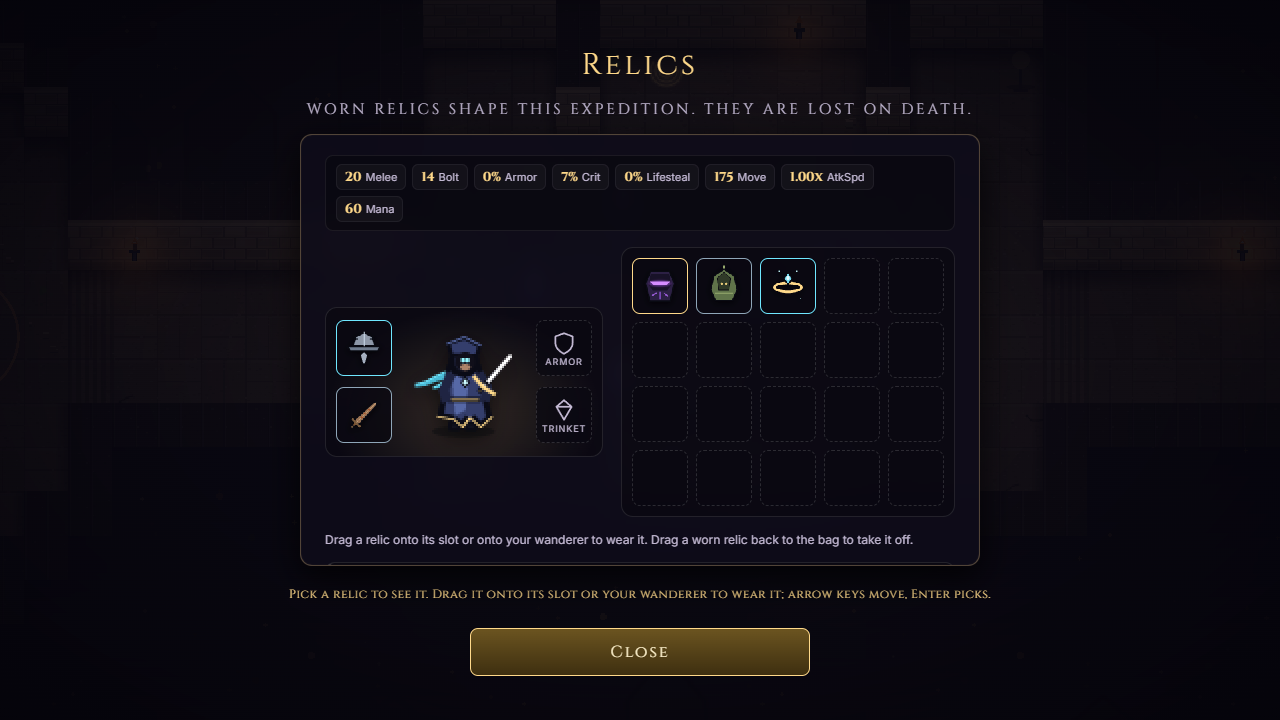 Relics
Worn relics shape this expedition. They are lost on death.
20 Melee 14 Bolt 0% Armor 7% Crit 0% Lifesteal 175 Move 1.00x AtkSpd
60 Mana
ARMOR
TRINKET
Drag a relic onto its slot or onto your wanderer to wear it. Drag a worn relic back to the bag to take it off.
Pick a relic to see it. Drag it onto its slot or your wanderer to wear it; arrow keys move, Enter picks.
Close